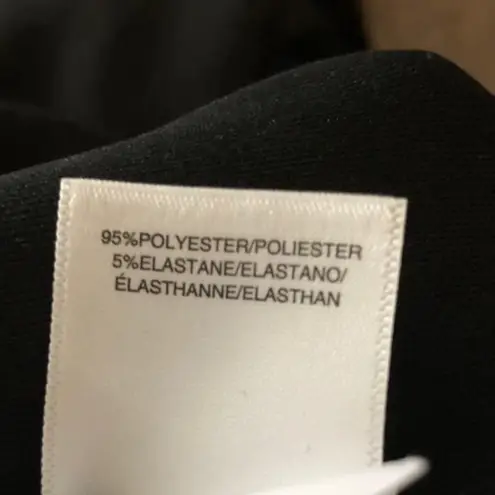 95%POLYESTER/POLIESTER
5%ELASTANE/ELASTANO/
ÉLASTHANNE/ELASTHAN